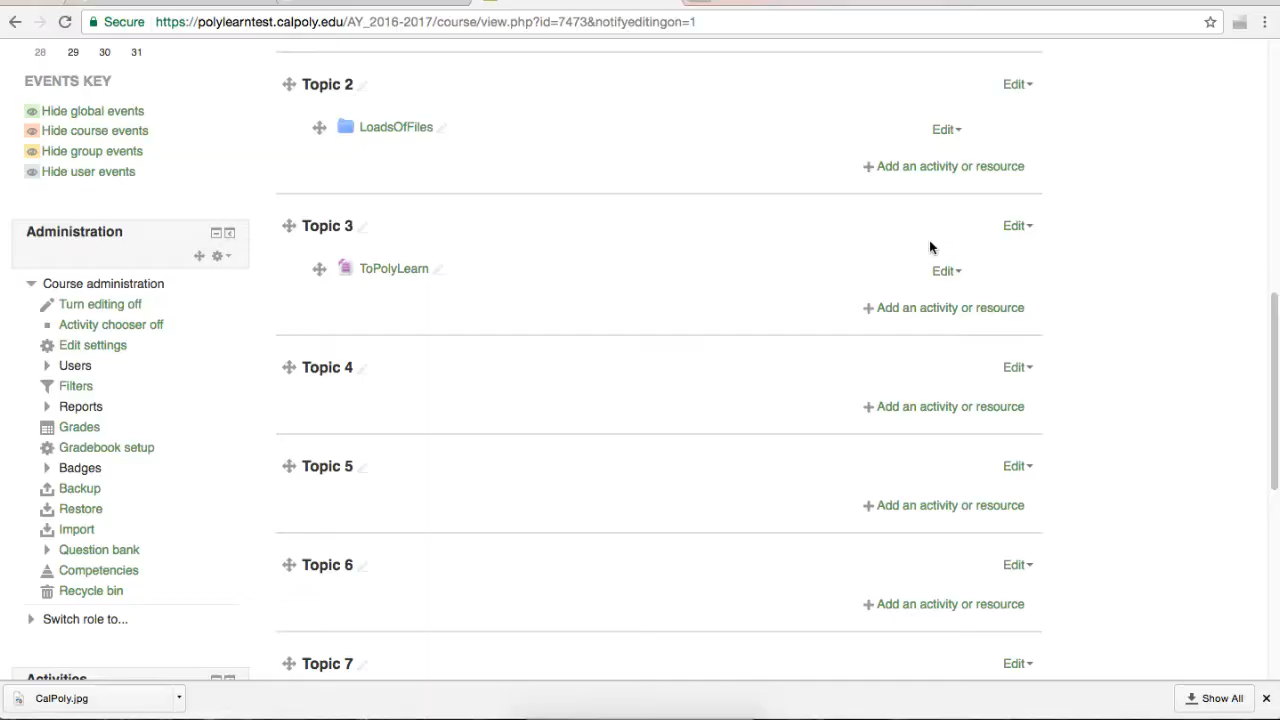 Secure https://polylearntest.calpoly.edu/AY_2016-2017/course/view.php?id=7473&notifyeditingon=1
28 29 30 31
EVENTS KEY
Hide global events
Hide course events
Hide group events
Hide user events
Administration
Course administration
Turn editing off
Activity chooser off
Edit settings
Users
Filters
Reports
Grades
Gradebook setup
Badges
Backup
Restore
Import
Question bank
Competencies
Recycle bin
Switch role to...
Activities
Topic 2 Edit
LoadsOfFiles Edit
Add an activity or resource
Topic 3 Edit
ToPolyLearn Edit
Add an activity or resource
Topic 4 Edit
Add an activity or resource
Topic 5 Edit
Add an activity or resource
Topic 6 Edit
Add an activity or resource
Topic 7 Edit
CalPoly.jpg Show All